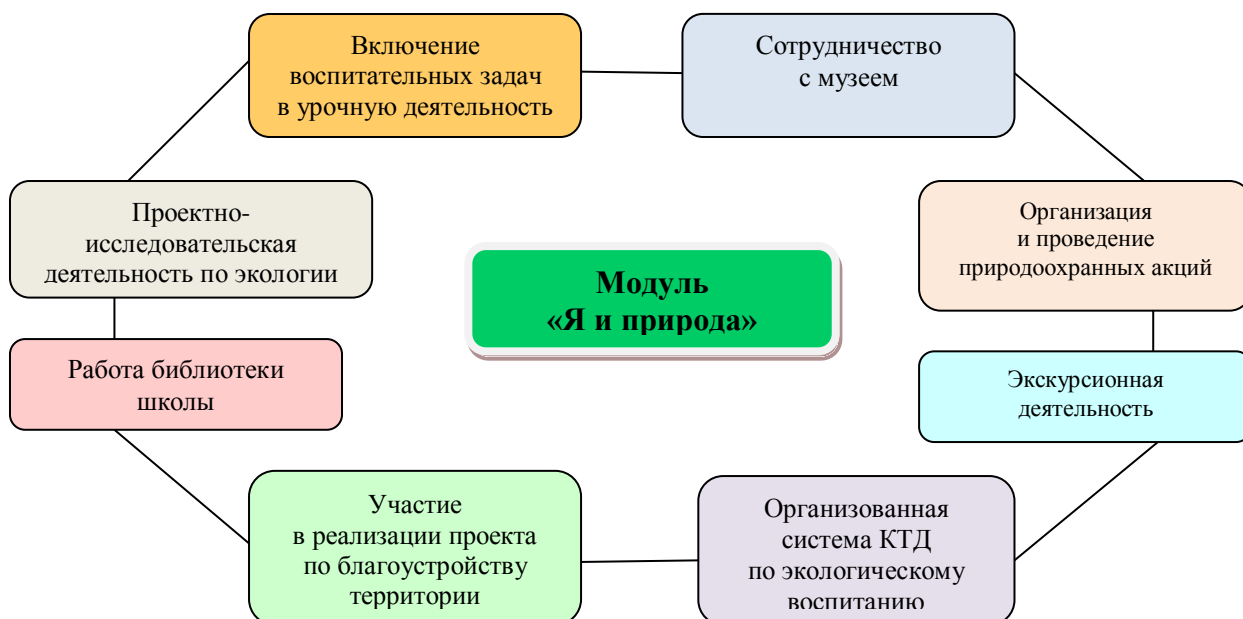 Включение
воспитательных задач
в урочную деятельность
Сотрудничество
с музеем
Проектно-
исследовательская
деятельность по экологии
Организация
и проведение
природоохранных акций
Модуль
«Я и природа»
Работа библиотеки
школы
Экскурсионная
деятельность
Участие
в реализации проекта
по благоустройству
территории
Организованная
система КТД
по экологическому
воспитанию